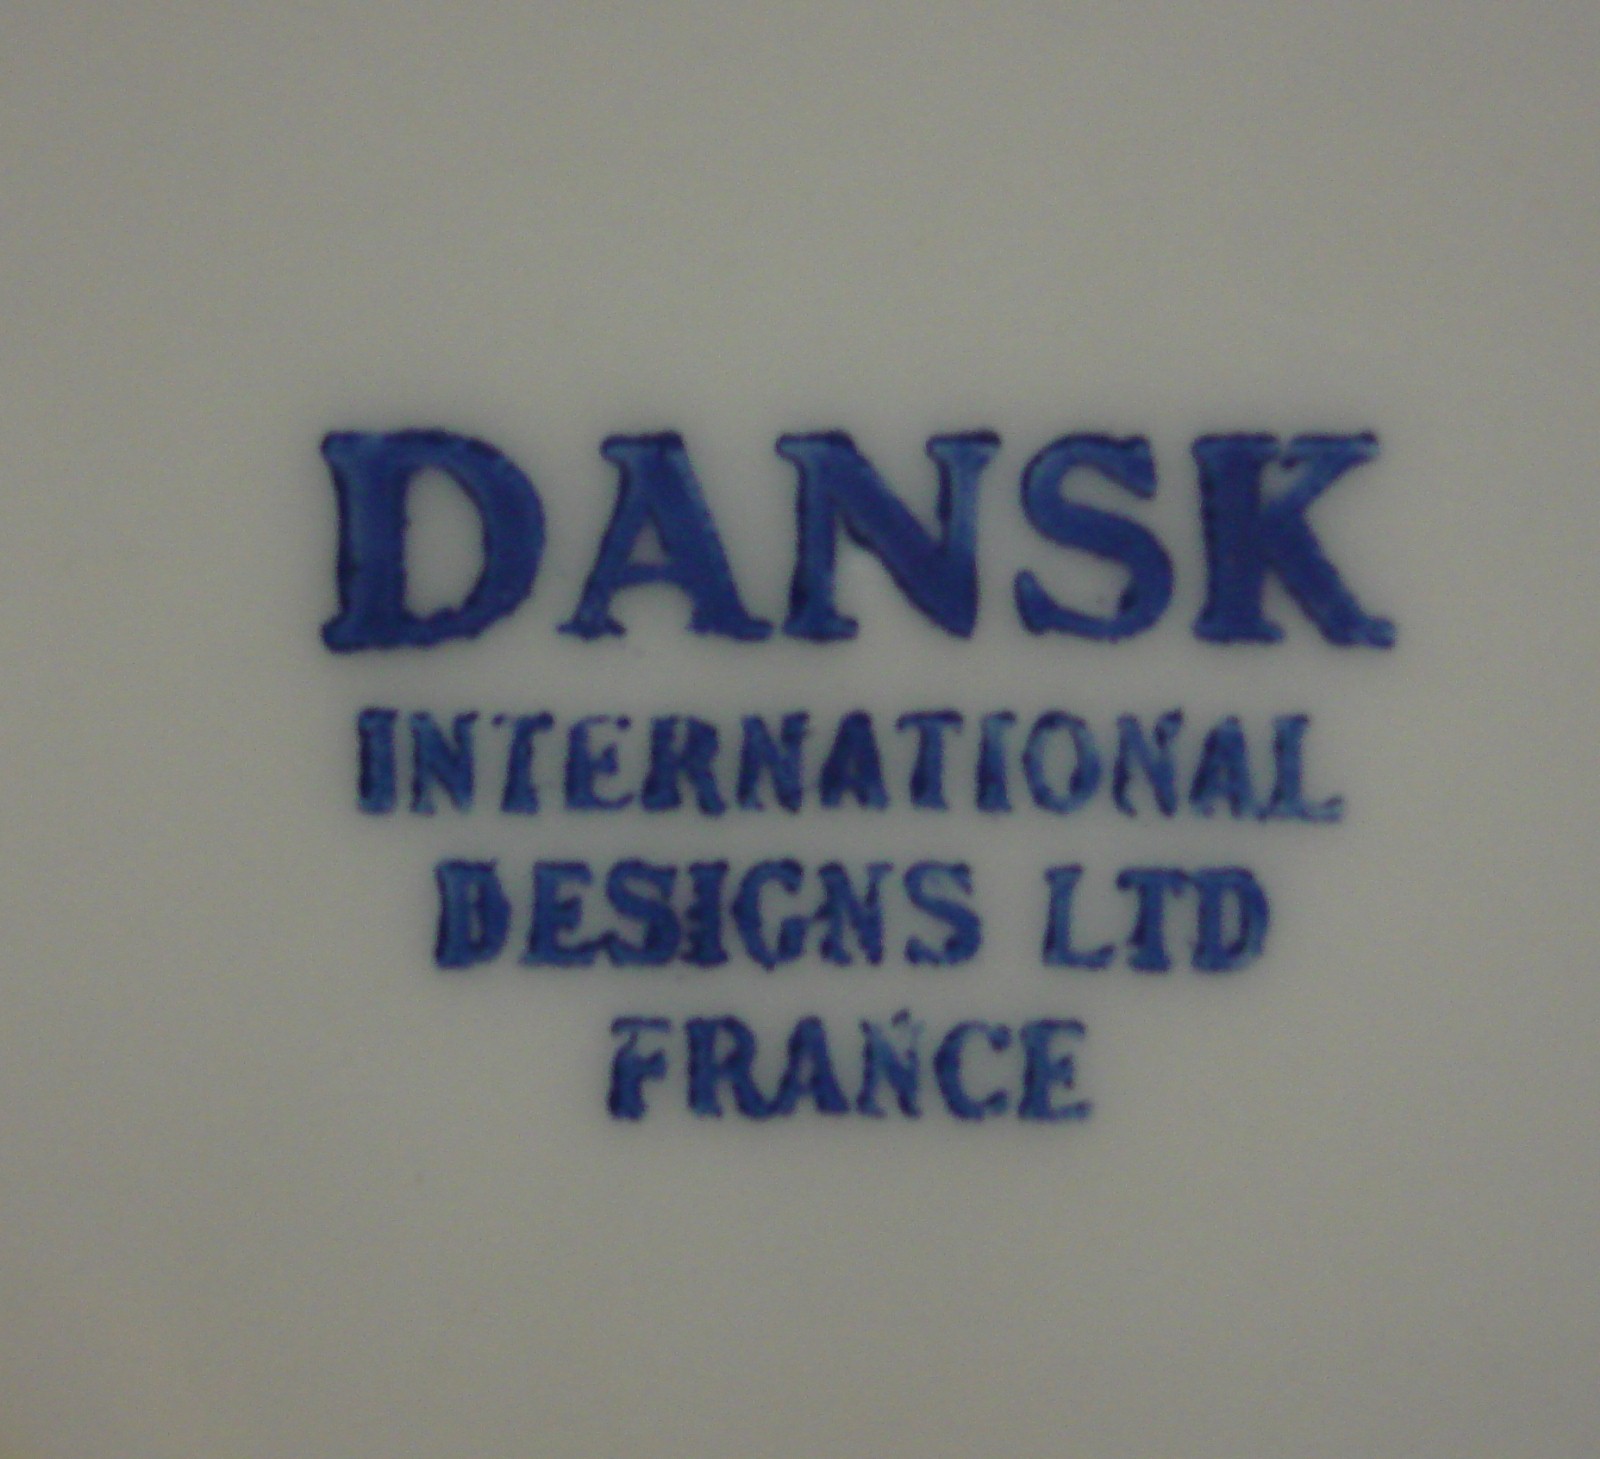 DANSK
INTERNATIONAL
DESIGNS LTD
FRANCE